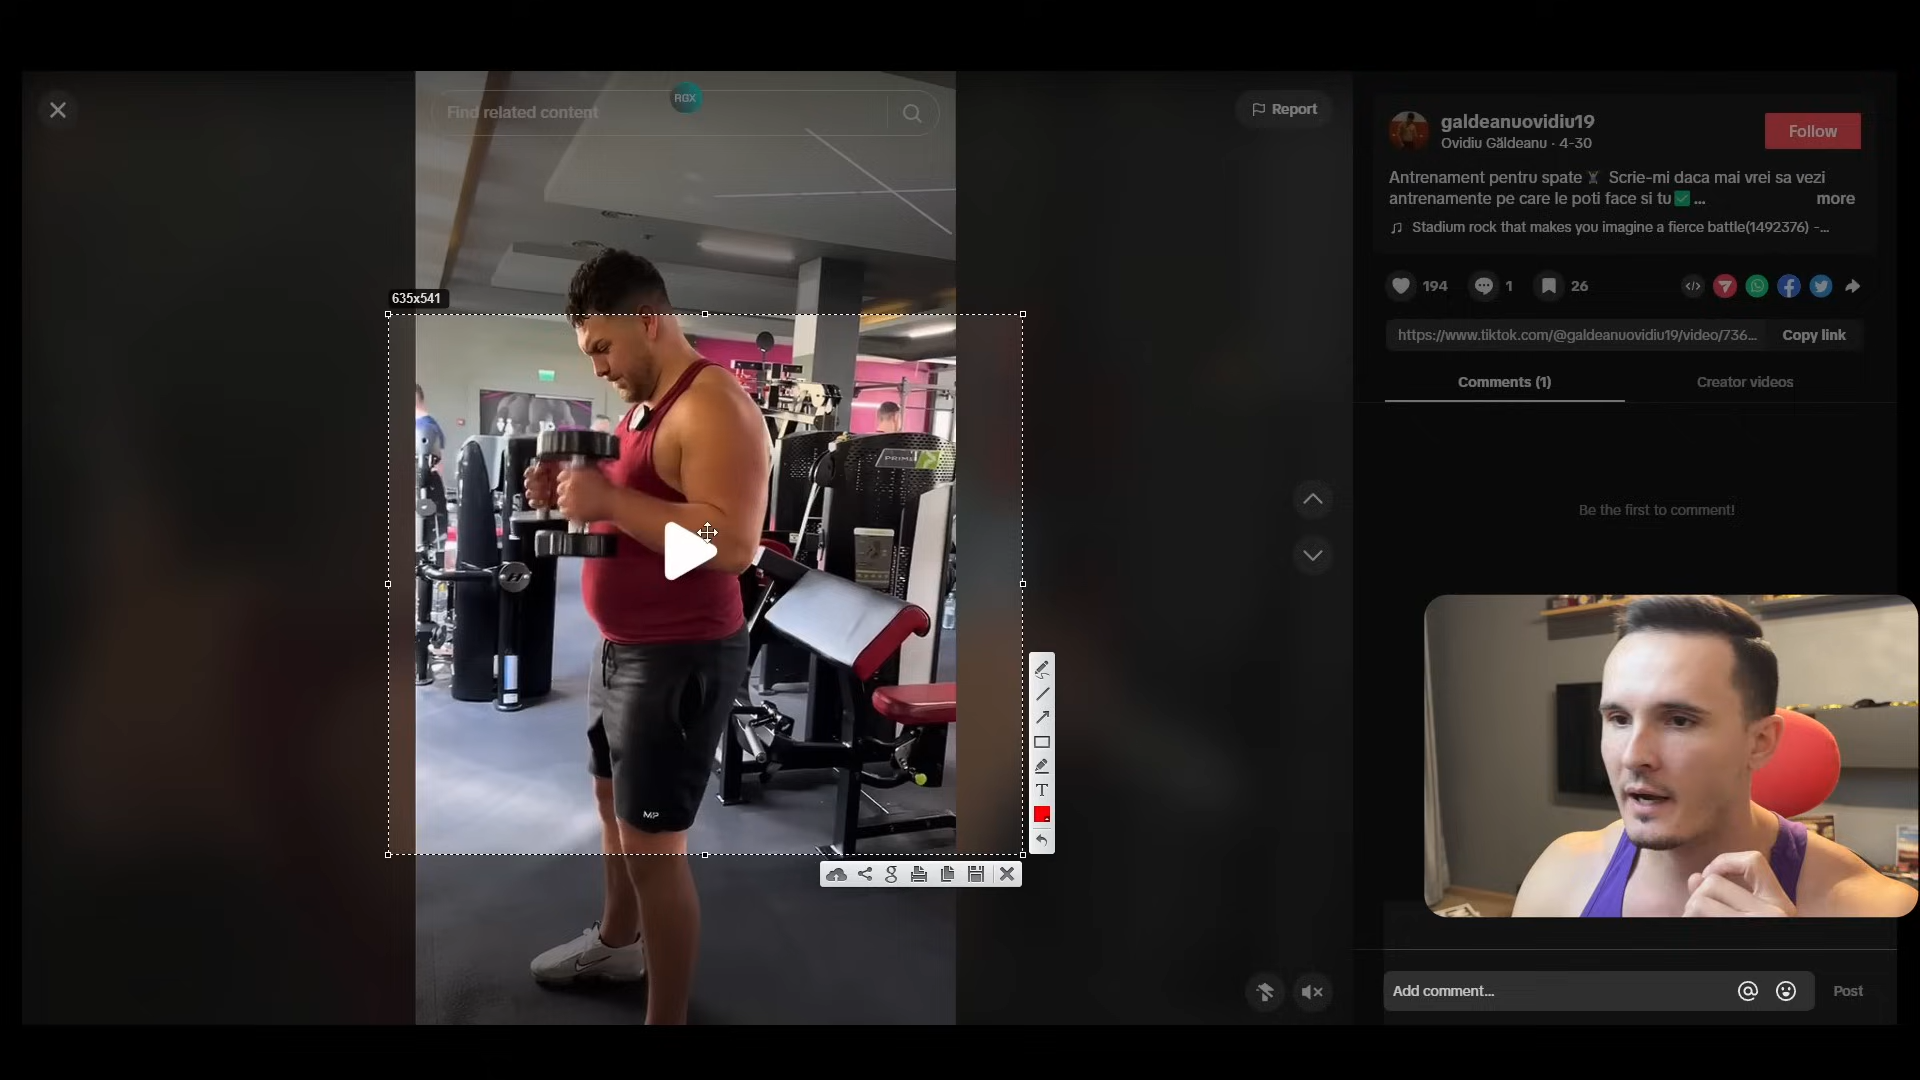 Find related content
RGX
Report
635x541
PRIME
MP
galdeanuovidiu19
Ovidiu Găldeanu · 4-30
Follow
Antrenament pentru spate 🏋 Scrie-mi daca mai vrei sa vezi
antrenamente pe care le poti face si tu✅ ...
more
Stadium rock that makes you imagine a fierce battle(1492376) -...
194
1
26
https://www.tiktok.com/@galdeanuovidiu19/video/736...
Copy link
Comments (1)
Creator videos
Be the first to comment!
Add comment...
Post